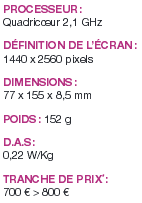 PROCESSEUR :
Quadricœur 2,1 GHz
DÉFINITION DE L'ÉCRAN :
1440 x 2560 pixels
DIMENSIONS :
77 x 155 x 8,5 mm
POIDS : 152 g
D.A.S :
0,22 W/Kg
TRANCHE DE PRIX* :
700 € > 800 €